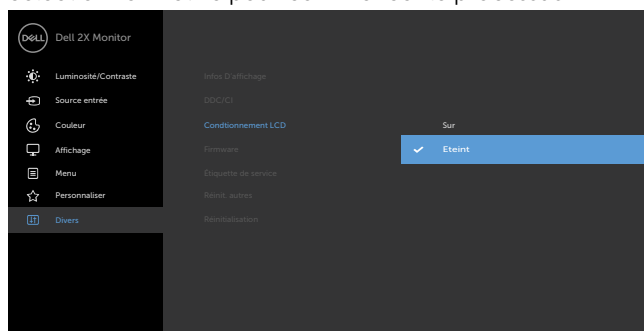 DELL
Dell 2X Monitor
Luminosité/Contraste
Source entrée
Couleur
Affichage
Menu
Personnaliser
Divers
Infos D'affichage
DDC/CI
Condtionnement LCD
Firmware
Étiquette de service
Réinit. autres
Réinitialisation
Sur
Eteint